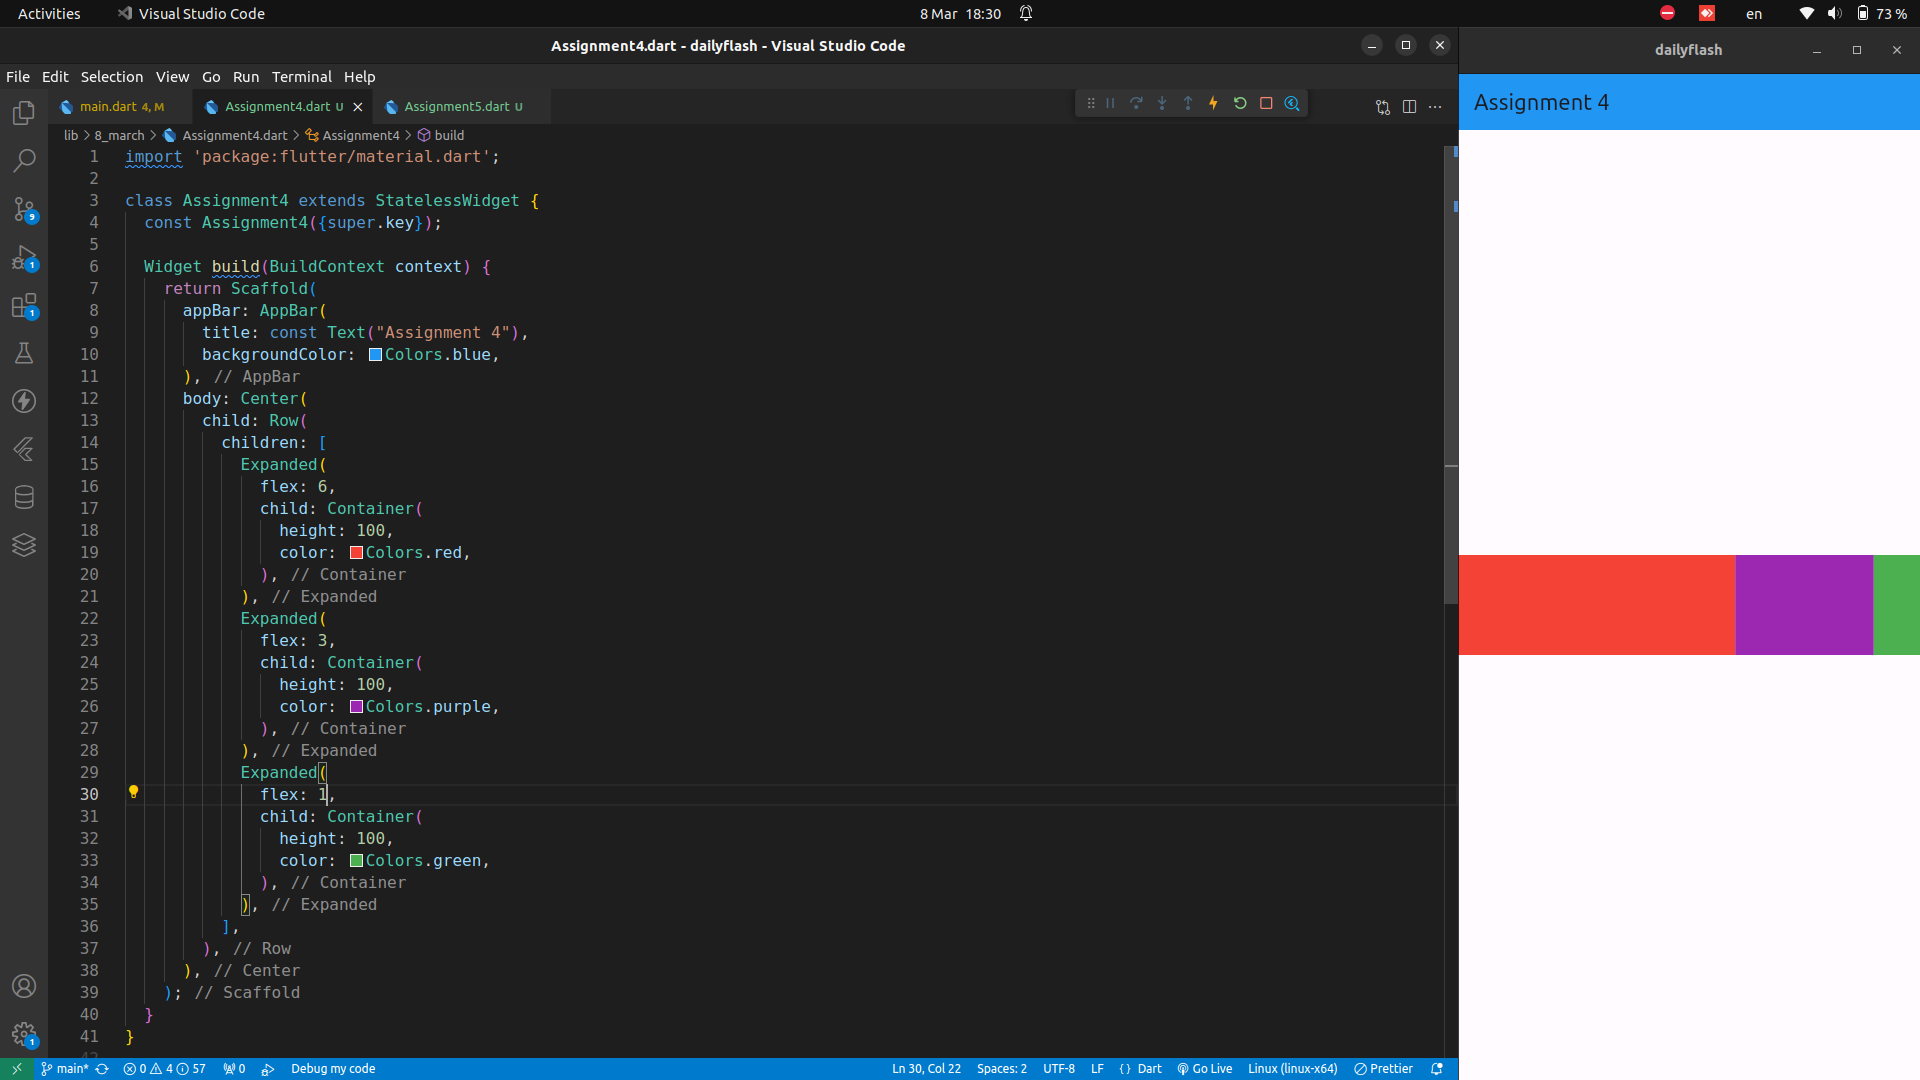 Activities Visual Studio Code 8 Mar 18:30 en 73 %
Assignment4.dart - dailyflash - Visual Studio Code
dailyflash
File Edit Selection View Go Run Terminal Help
main.dart 4, M Assignment4.dart U Assignment5.dart U
Assignment 4
lib > 8_march > Assignment4.dart > Assignment4 > build
1 import 'package:flutter/material.dart';
2
3 class Assignment4 extends StatelessWidget {
4 const Assignment4({super.key});
5
6 Widget build(BuildContext context) {
7 return Scaffold(
8 appBar: AppBar(
9 title: const Text("Assignment 4"),
10 backgroundColor: Colors.blue,
11 ), // AppBar
12 body: Center(
13 child: Row(
14 children: [
15 Expanded(
16 flex: 6,
17 child: Container(
18 height: 100,
19 color: Colors.red,
20 ), // Container
21 ), // Expanded
22 Expanded(
23 flex: 3,
24 child: Container(
25 height: 100,
26 color: Colors.purple,
27 ), // Container
28 ), // Expanded
29 Expanded(
30 flex: 1,
31 child: Container(
32 height: 100,
33 color: Colors.green,
34 ), // Container
35 ), // Expanded
36 ],
37 ), // Row
38 ), // Center
39 ); // Scaffold
40 }
41 }
42
9
1
1
1
main* 0 4 57 0 Debug my code Ln 30, Col 22 Spaces: 2 UTF-8 LF { } Dart Go Live Linux (linux-x64) Prettier